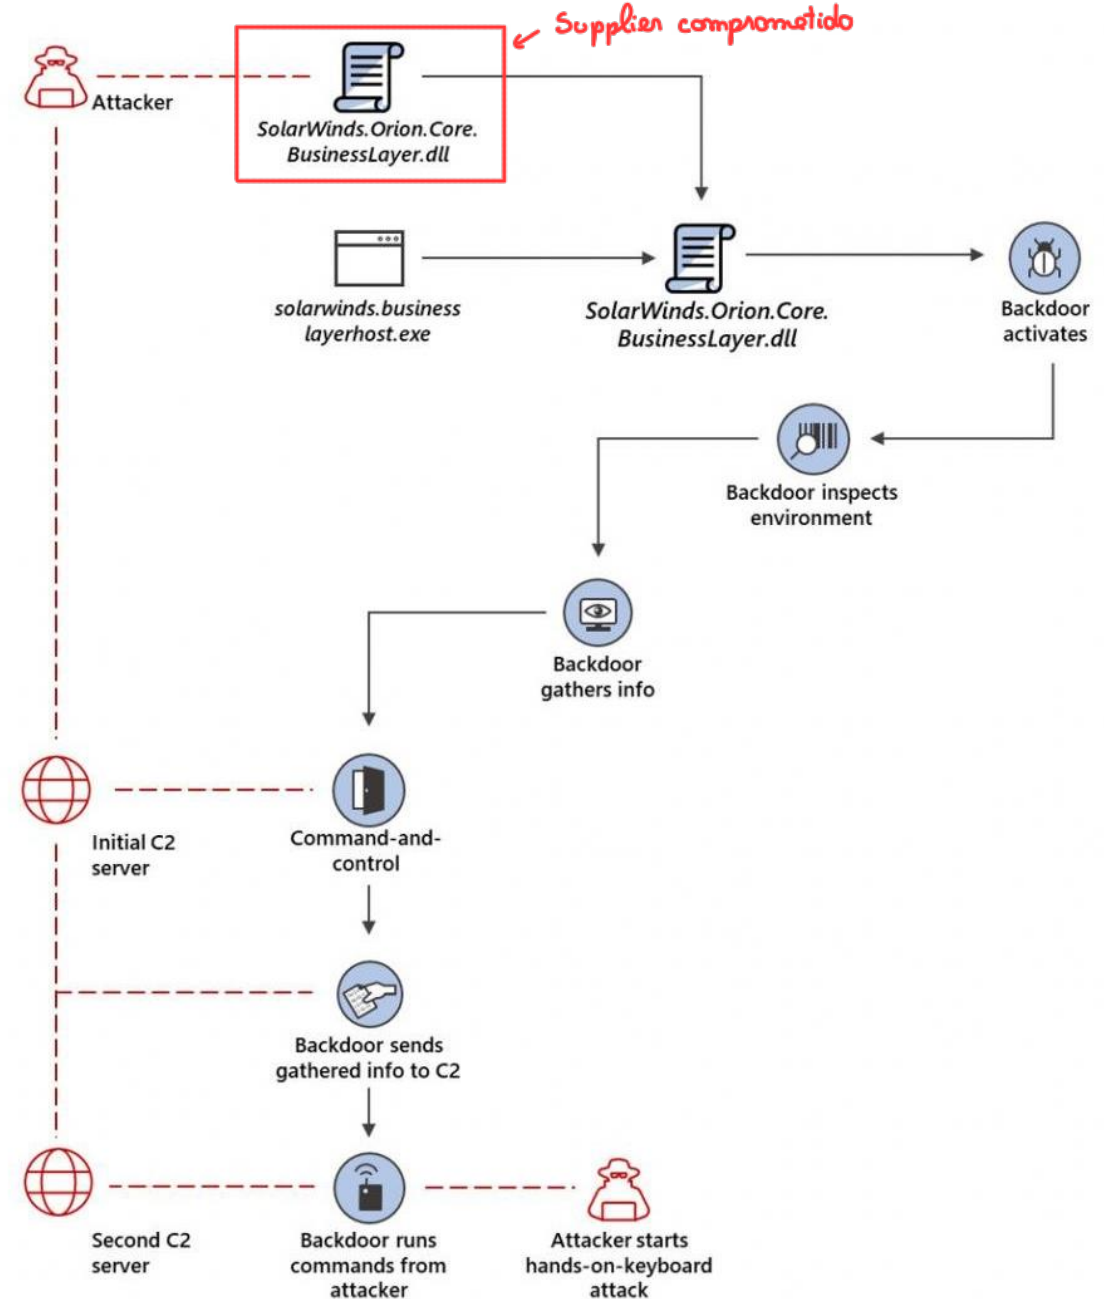 Supplier comprometido
Attacker
SolarWinds.Orion.Core.
BusinessLayer.dll
solarwinds.business
layerhost.exe
SolarWinds.Orion.Core.
BusinessLayer.dll
Backdoor
activates
Backdoor inspects
environment
Backdoor
gathers info
Initial C2
server
Command-and-
control
Backdoor sends
gathered info to C2
Second C2
server
Backdoor runs
commands from
attacker
Attacker starts
hands-on-keyboard
attack